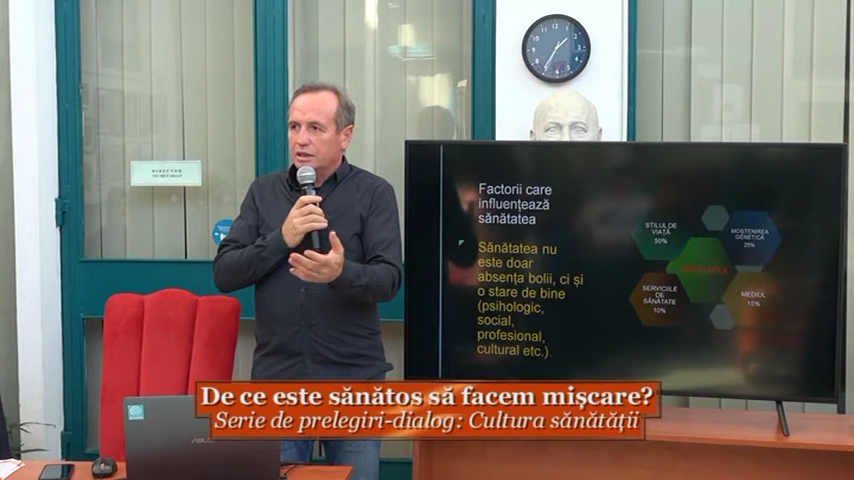 DIRECTOR
SECRETARIAT
Factorii care
influențează
sănătatea
Sănătatea nu
este doar
absența bolii, ci și
o stare de bine
(psihologic,
social,
profesional,
cultural etc.).
STILUL DE
VIAȚĂ
50%
MOȘTENIREA
GENETICĂ
25%
SĂNĂTATEA
SERVICIILE
DE
SĂNĂTATE
10%
MEDIUL
15%
De ce este sănătos să facem mișcare?
Serie de prelegiri-dialog: Cultura sănătății
ASUS